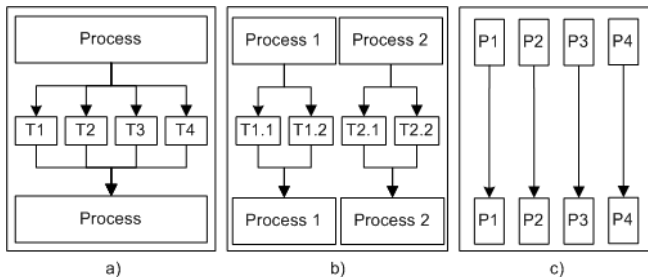 Process
T1 T2 T3 T4
Process
a)
Process 1 Process 2
T1.1 T1.2 T2.1 T2.2
Process 1 Process 2
b)
P1 P2 P3 P4
P1 P2 P3 P4
c)